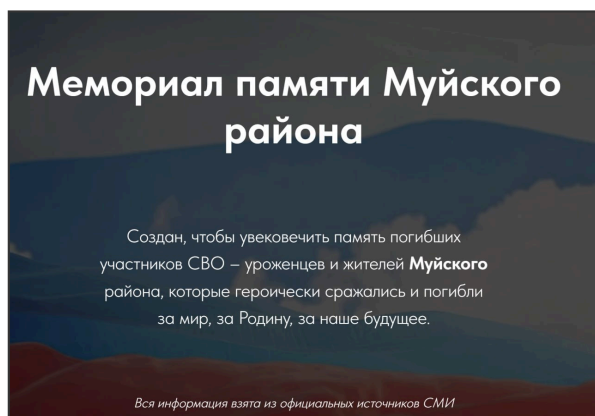 Мемориал памяти Муйского
района
Создан, чтобы увековечить память погибших
участников СВО – уроженцев и жителей Муйского
района, которые героически сражались и погибли
за мир, за Родину, за наше будущее.
Вся информация взята из официальных источников СМИ